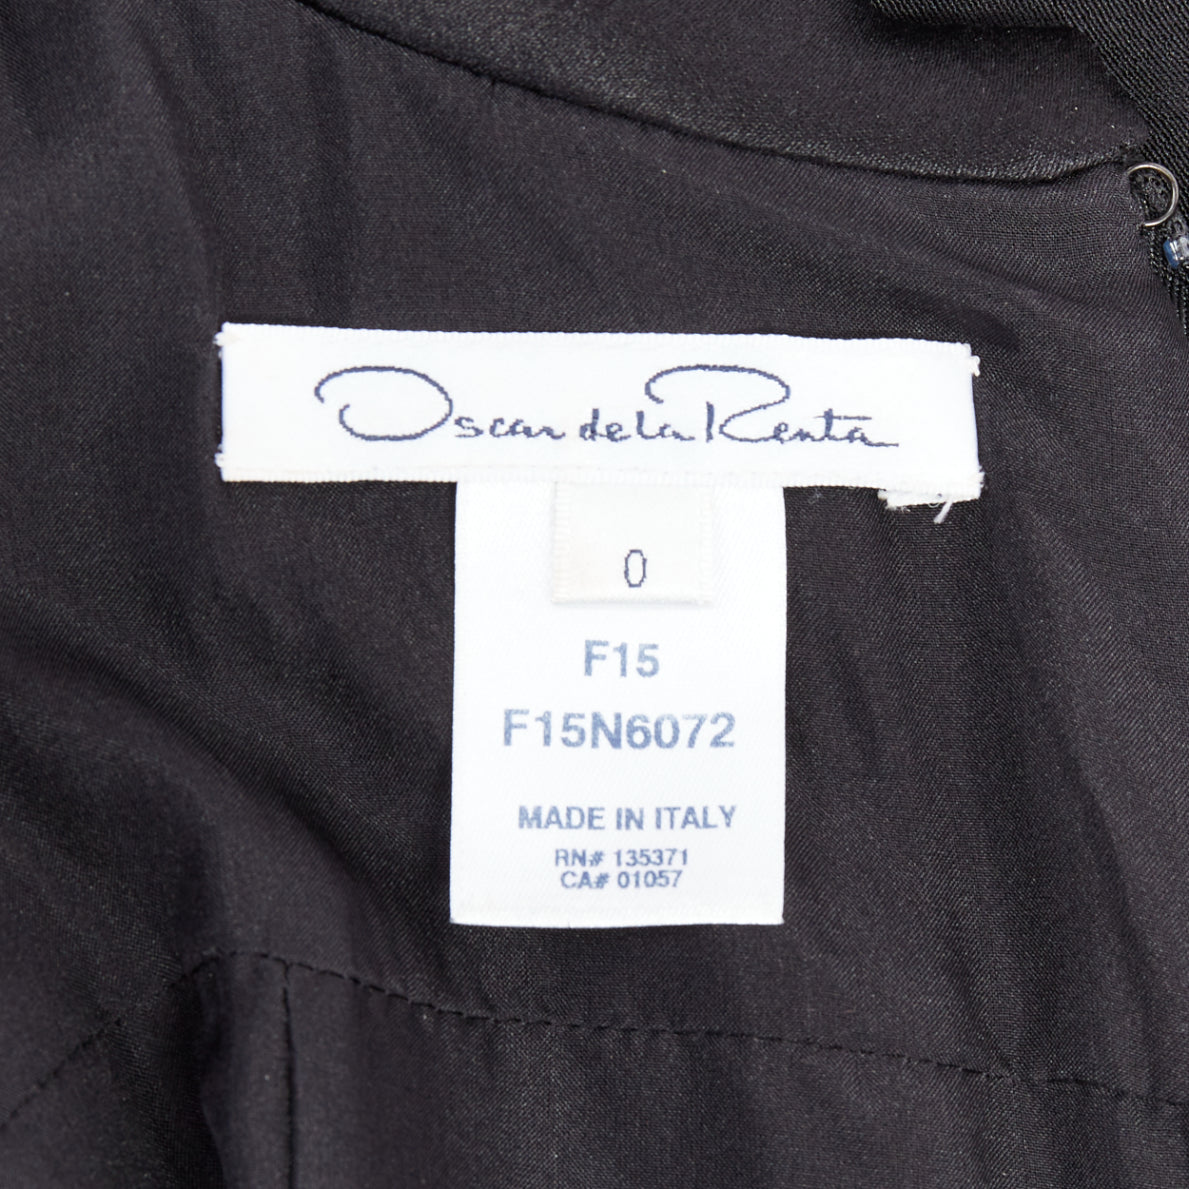 Oscar de la Renta
0
F15
F15N6072
MADE IN ITALY
RN# 135371
CA# 01057